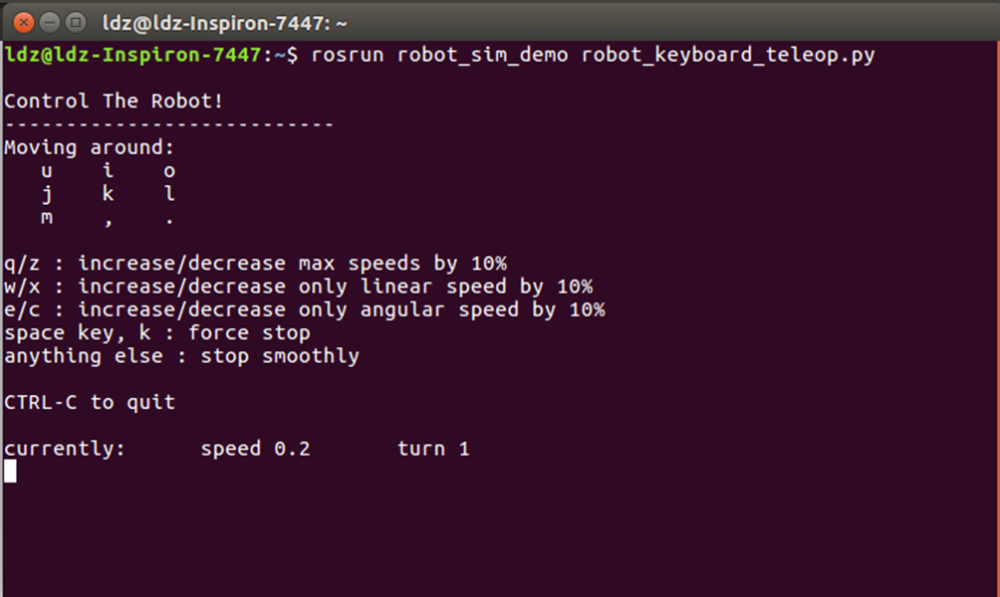 ldz@ldz-Inspiron-7447: ~
ldz@ldz-Inspiron-7447:~$ rosrun robot_sim_demo robot_keyboard_teleop.py
Control The Robot!
---------------------------
Moving around:
   u    i    o
   j    k    l
   m    ,    .
q/z : increase/decrease max speeds by 10%
w/x : increase/decrease only linear speed by 10%
e/c : increase/decrease only angular speed by 10%
space key, k : force stop
anything else : stop smoothly
CTRL-C to quit
currently:      speed 0.2       turn 1